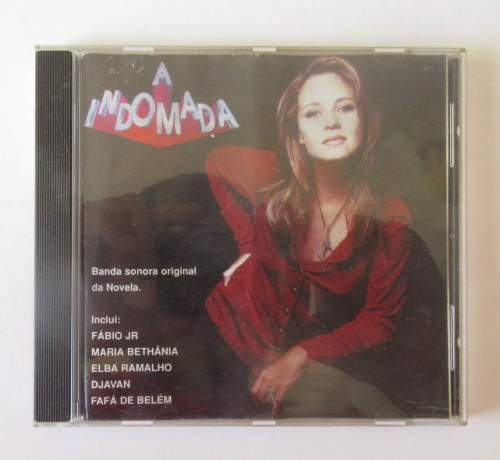 A
INDOMADA
Banda sonora original
da Novela.
Inclui:
FÁBIO JR
MARIA BETHÂNIA
ELBA RAMALHO
DJAVAN
FAFÁ DE BELÉM